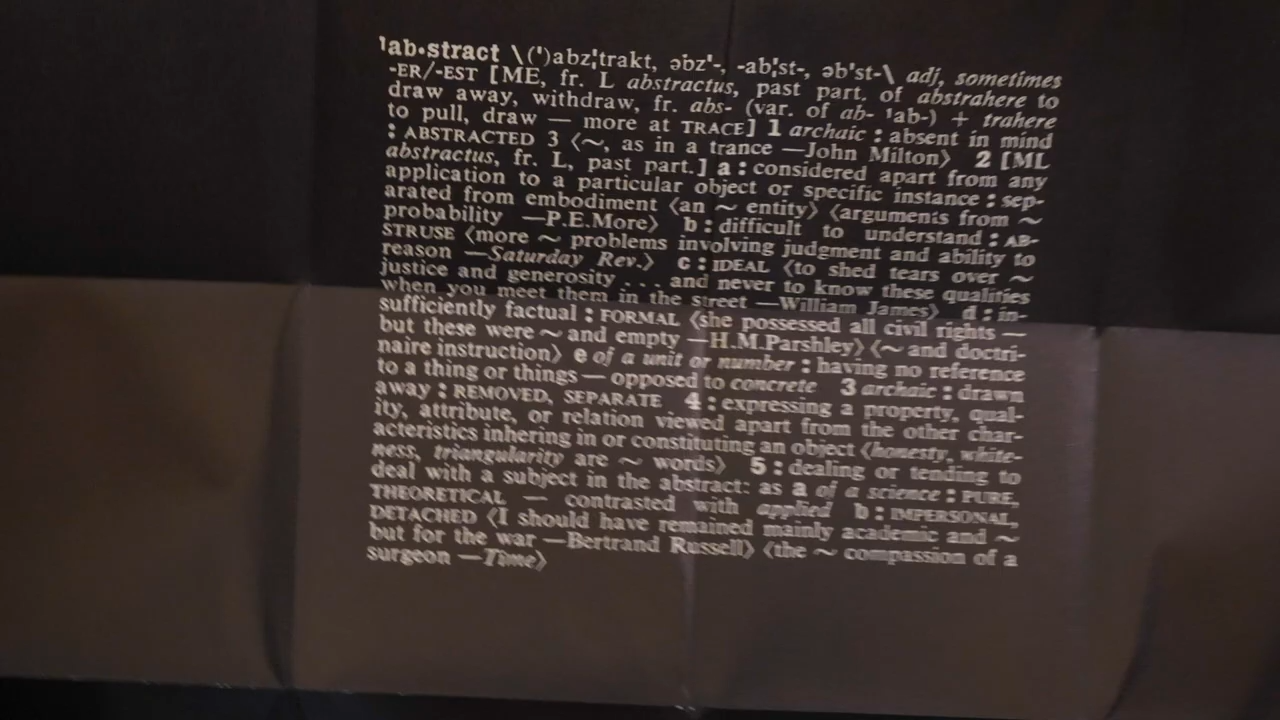 ¹ab•stract \(ˈ)abz¦trakt, əbzˈ-, -ab¦st-, əbˈst-\ adj, sometimes
-ER/-EST [ME, fr. L abstractus, past part. of abstrahere to
draw away, withdraw, fr. abs- (var. of ab- ¹ab-) + trahere
to pull, draw — more at TRACE] 1 archaic : absent in mind
: ABSTRACTED 3 ⟨~, as in a trance —John Milton⟩ 2 [ML
abstractus, fr. L, past part.] a : considered apart from any
application to a particular object or specific instance : sep-
arated from embodiment ⟨an ~ entity⟩ ⟨arguments from ~
probability —P.E.More⟩ b : difficult to understand : AB-
STRUSE ⟨more ~ problems involving judgment and ability to
reason —Saturday Rev.⟩ c : IDEAL ⟨to shed tears over ~
justice and generosity . . . and never to know these qualities
when you meet them in the street —William James⟩ d : in-
sufficiently factual : FORMAL ⟨she possessed all civil rights —
but these were ~ and empty —H.M.Parshley⟩ ⟨~ and doctri-
naire instruction⟩ e of a unit or number : having no reference
to a thing or things — opposed to concrete 3 archaic : drawn
away : REMOVED, SEPARATE 4 : expressing a property, qual-
ity, attribute, or relation viewed apart from the other char-
acteristics inhering in or constituting an object ⟨honesty, white-
ness, triangularity are ~ words⟩ 5 : dealing or tending to
deal with a subject in the abstract: as a of a science : PURE,
THEORETICAL — contrasted with applied b : IMPERSONAL,
DETACHED ⟨I should have remained mainly academic and ~
but for the war —Bertrand Russell⟩ ⟨the ~ compassion of a
surgeon —Time⟩